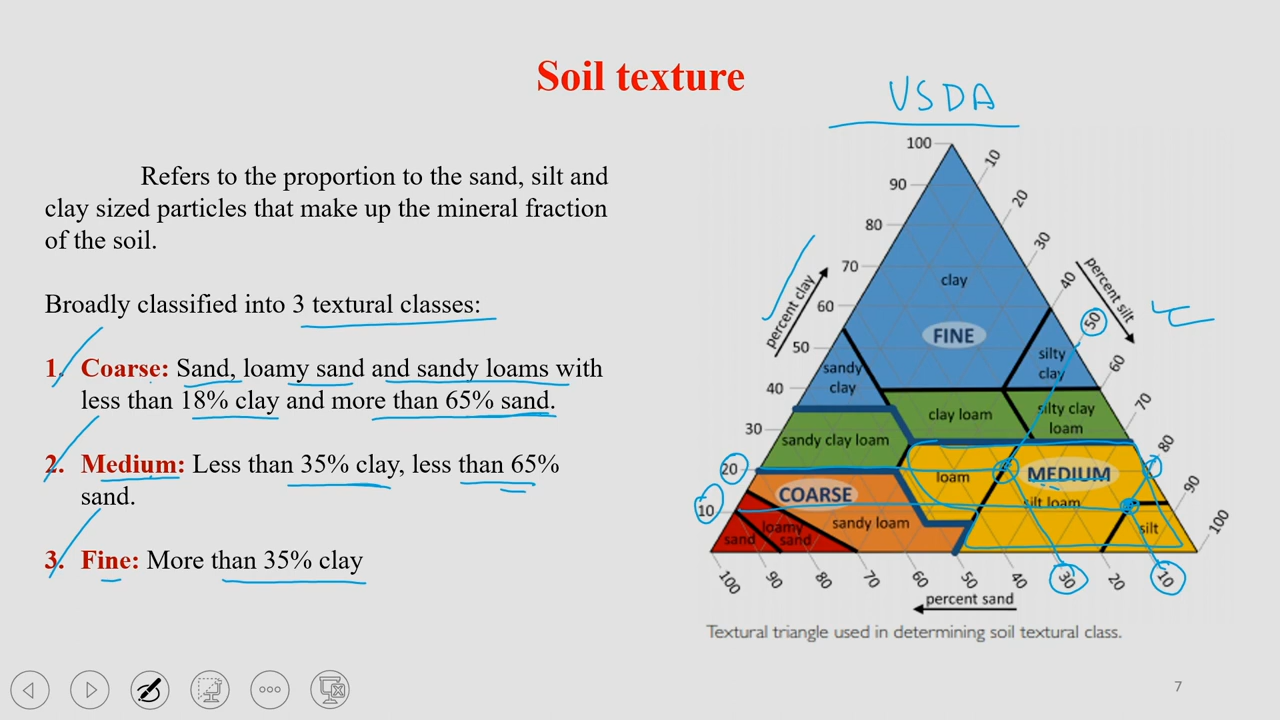 Soil texture
USDA
Refers to the proportion to the sand, silt and
clay sized particles that make up the mineral fraction
of the soil.
Broadly classified into 3 textural classes:
1. Coarse: Sand, loamy sand and sandy loams with
less than 18% clay and more than 65% sand.
2. Medium: Less than 35% clay, less than 65%
sand.
3. Fine: More than 35% clay
100
90
80
70
60
50
40
30
20
10
percent clay
10
20
30
40
50
60
70
80
90
100
percent silt
clay
FINE
silty
clay
sandy
clay
clay loam
silty clay
loam
sandy clay loam
MEDIUM
loam
silt loam
COARSE
sandy loam
loamy
sand
sand
silt
100
90
80
70
60
50
40
30
20
10
percent sand
Textural triangle used in determining soil textural class.
7